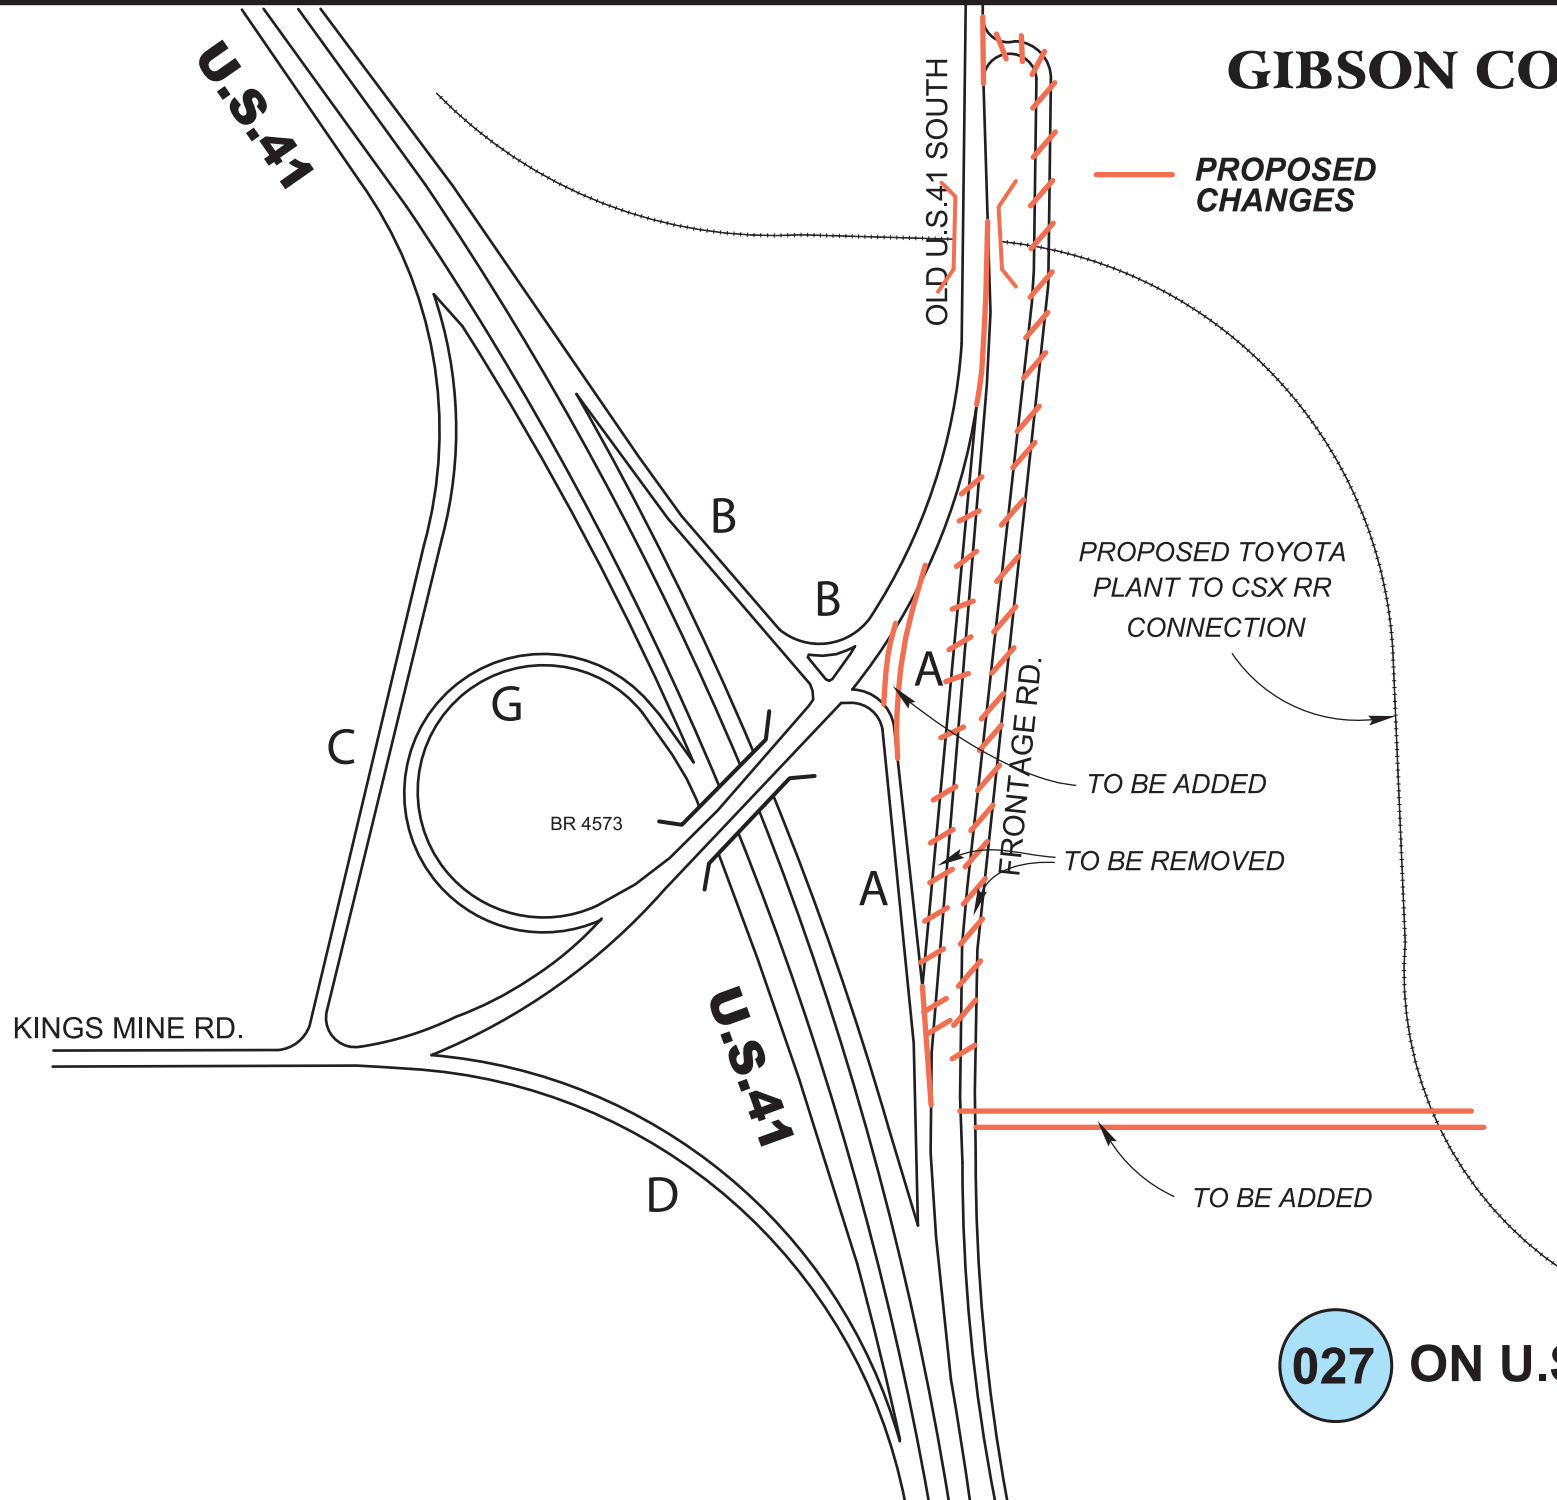 GIBSON CO
U.S.41
OLD U.S.41 SOUTH
PROPOSED
CHANGES
B
PROPOSED TOYOTA
PLANT TO CSX RR
CONNECTION
B
A
G
C
FRONTAGE RD.
TO BE ADDED
BR 4573
TO BE REMOVED
A
U.S.41
KINGS MINE RD.
D
TO BE ADDED
027 ON U.S